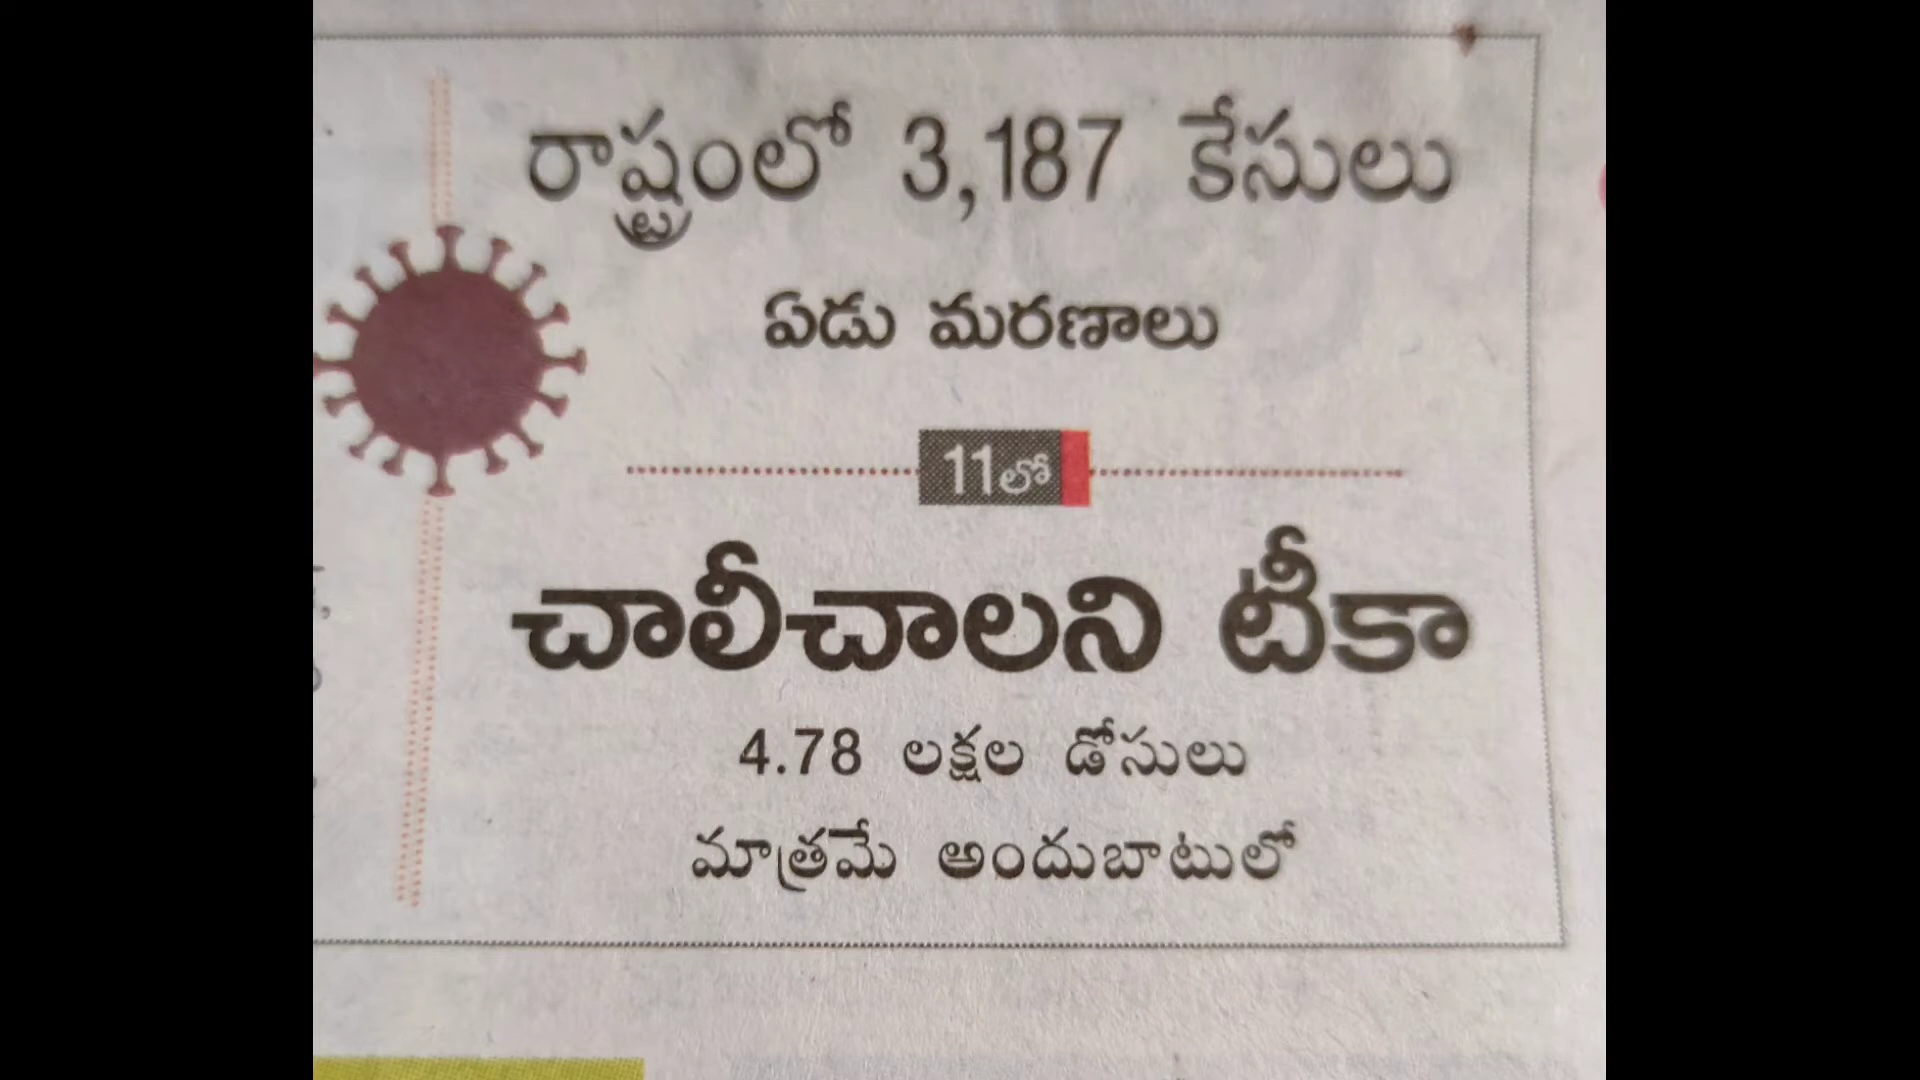 రాష్ట్రంలో 3,187 కేసులు
ఏడు మరణాలు
11లో
చాలీచాలని టీకా
4.78 లక్షల డోసులు
మాత్రమే అందుబాటులో